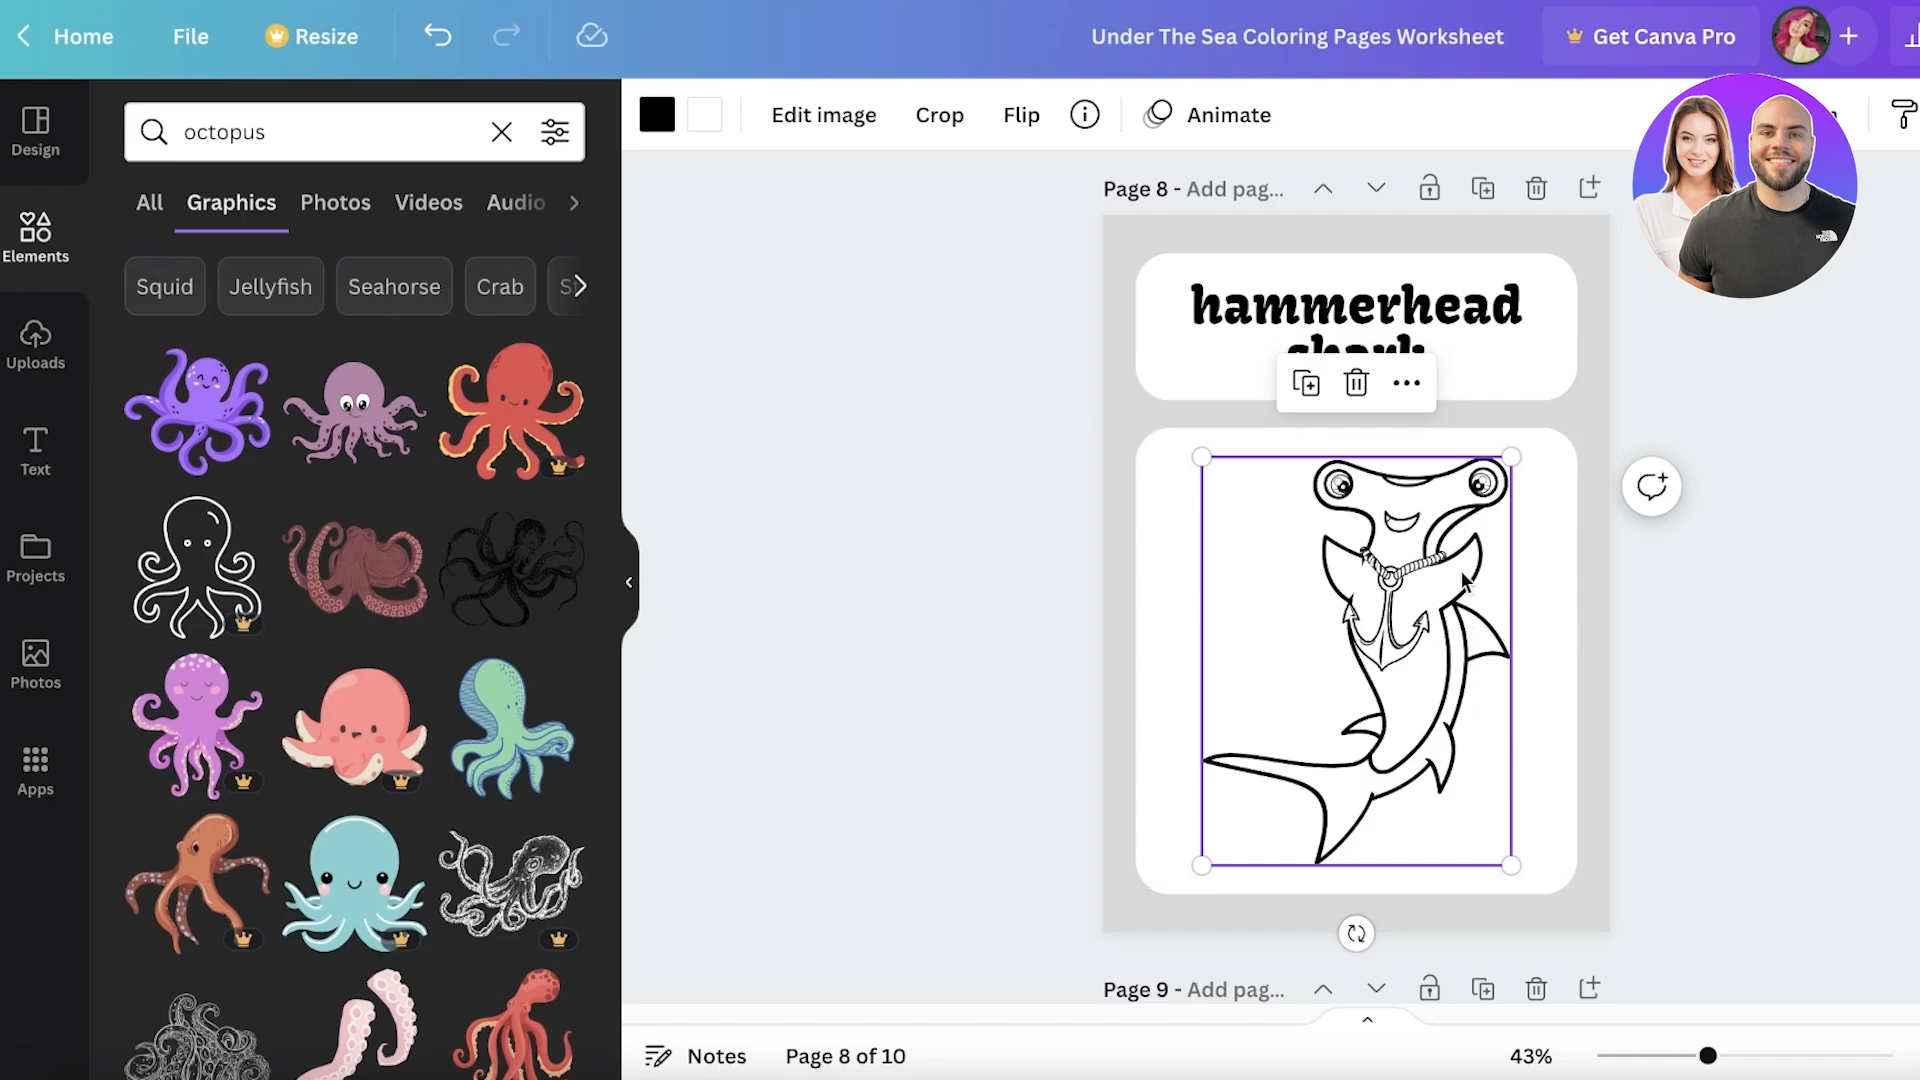 Home File Resize Under The Sea Coloring Pages Worksheet Get Canva Pro
octopus
Edit image Crop Flip Animate
Design
All Graphics Photos Videos Audio
Page 8 - Add pag...
Elements
Squid Jellyfish Seahorse Crab S
hammerhead
shark
Uploads
Text
Projects
Photos
Apps
Page 9 - Add pag...
Notes Page 8 of 10 43%